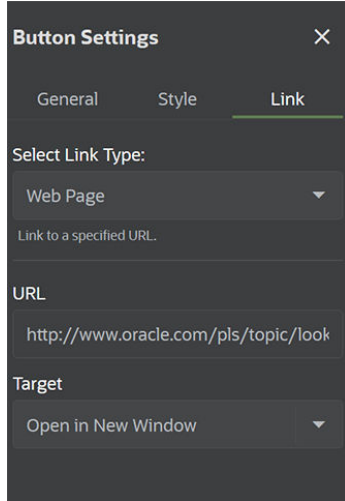 Button Settings
General Style Link
Select Link Type:
Web Page
Link to a specified URL.
URL
http://www.oracle.com/pls/topic/look
Target
Open in New Window